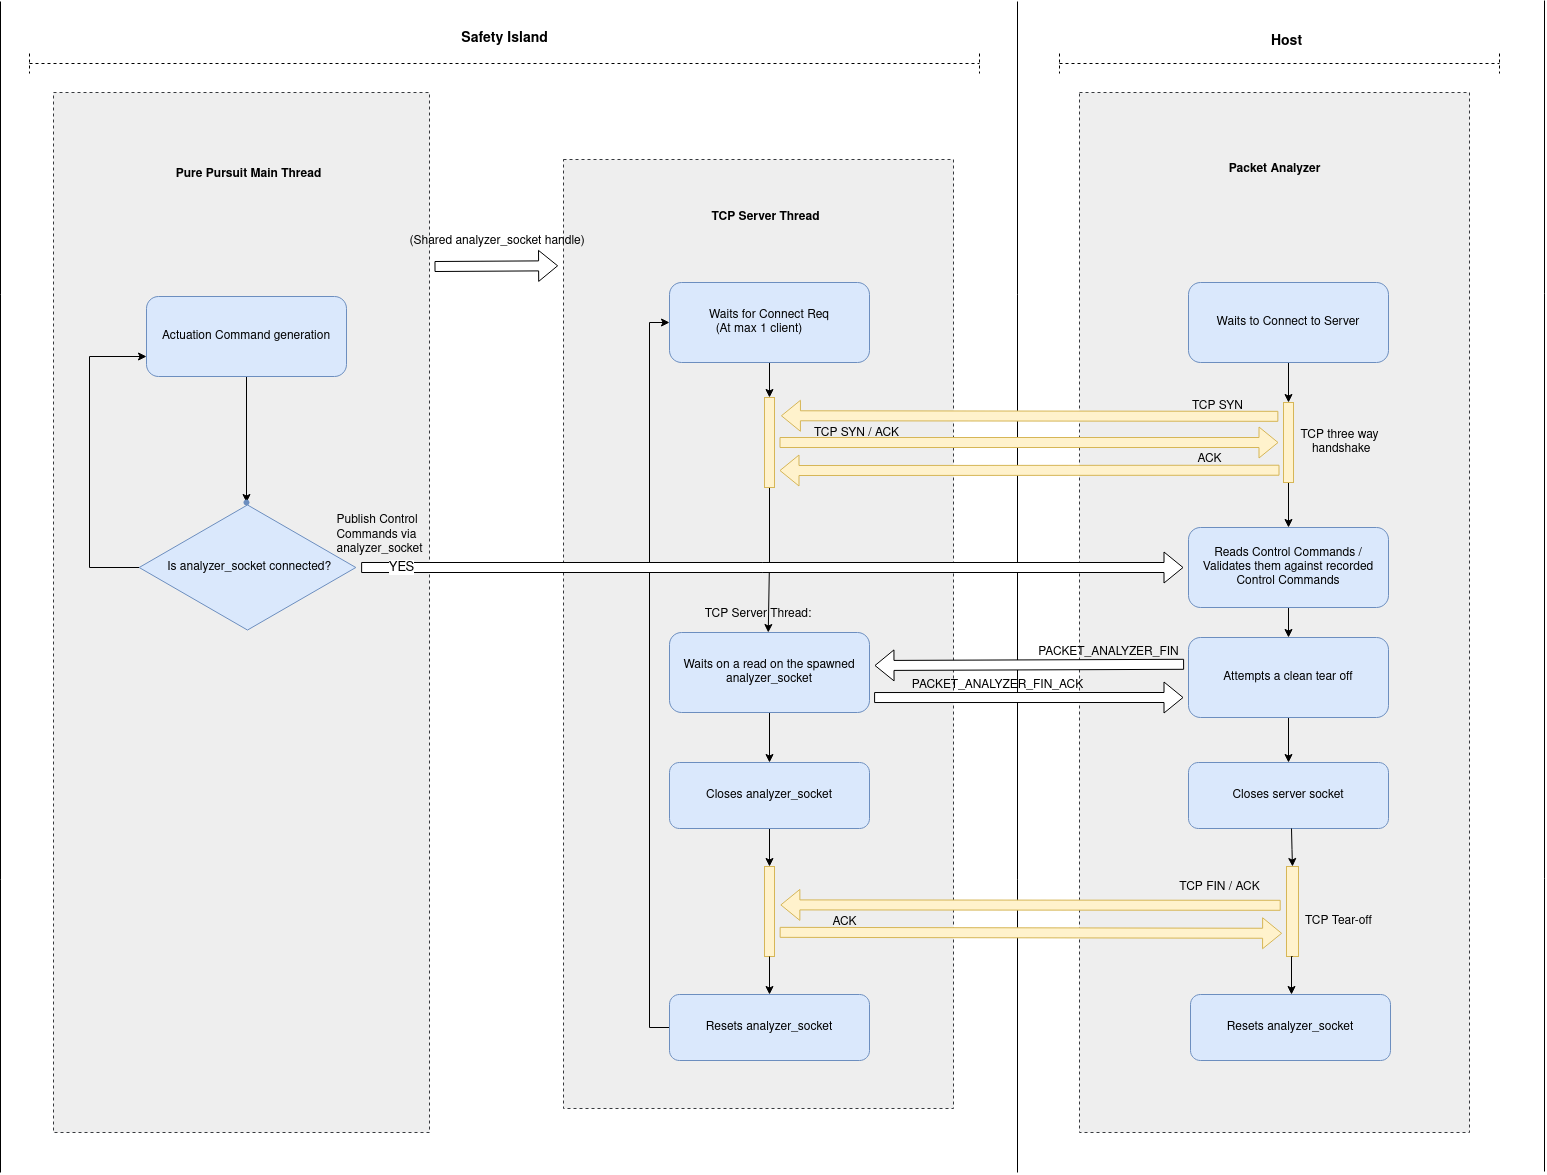 Safety Island
Host
Pure Pursuit Main Thread
(Shared analyzer_socket handle)
TCP Server Thread
Packet Analyzer
Actuation Command generation
Waits for Connect Req
(At max 1 client)
Waits to Connect to Server
TCP SYN
TCP SYN / ACK
ACK
TCP three way
handshake
Is analyzer_socket connected?
Publish Control
Commands via
analyzer_socket
YES
Reads Control Commands /
Validates them against recorded
Control Commands
TCP Server Thread:
Waits on a read on the spawned
analyzer_socket
PACKET_ANALYZER_FIN
PACKET_ANALYZER_FIN_ACK
Attempts a clean tear off
Closes analyzer_socket
Closes server socket
TCP FIN / ACK
ACK
TCP Tear-off
Resets analyzer_socket
Resets analyzer_socket